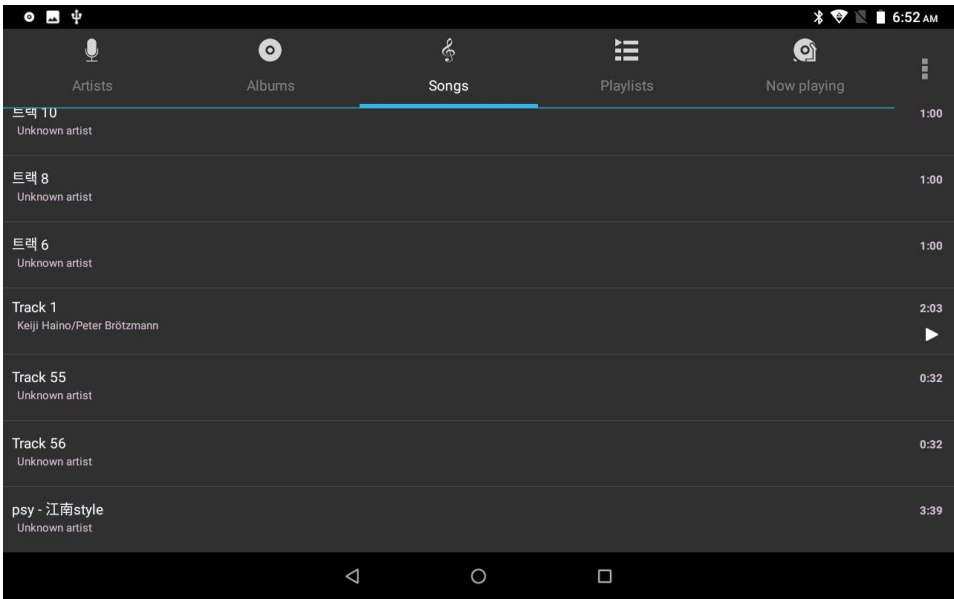 6:52 AM
Artists
Albums
Songs
Playlists
Now playing
트랙 10
1:00
Unknown artist
트랙 8
1:00
Unknown artist
트랙 6
1:00
Unknown artist
Track 1
2:03
Keiji Haino/Peter Brötzmann
Track 55
0:32
Unknown artist
Track 56
0:32
Unknown artist
psy - 江南style
3:39
Unknown artist